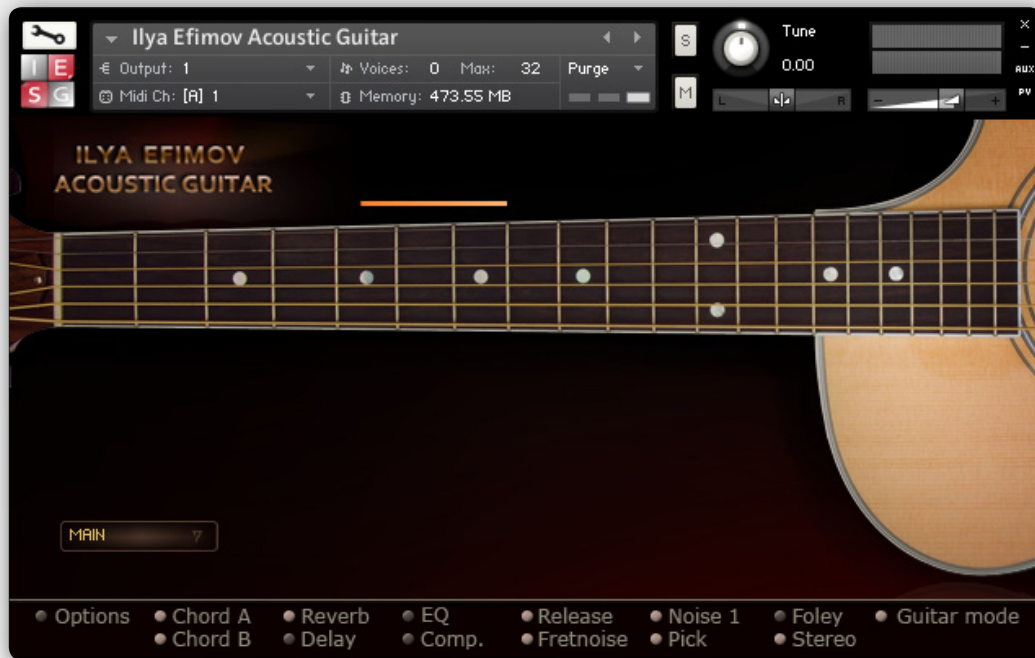 Ilya Efimov Acoustic Guitar
Output: 1 Voices: 0 Max: 32 Purge
Midi Ch: [A] 1 Memory: 473.55 MB
I E
S G
S
M
Tune
0.00
L R
- +
×
-
AUX
PV
ILYA EFIMOV
ACOUSTIC GUITAR
MAIN
Options Chord A Reverb EQ Release Noise 1 Foley Guitar mode
Chord B Delay Comp. Fretnoise Pick Stereo